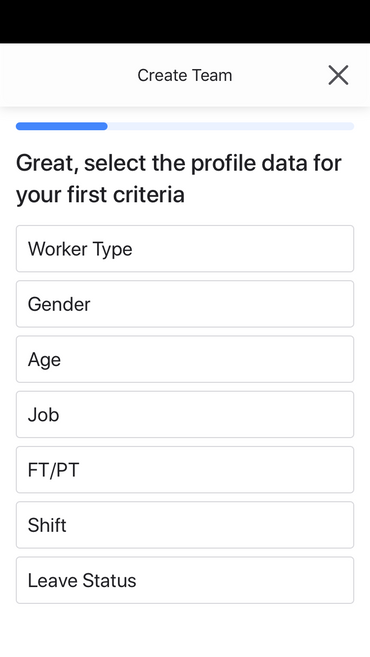 Create Team
Great, select the profile data for
your first criteria
Worker Type
Gender
Age
Job
FT/PT
Shift
Leave Status